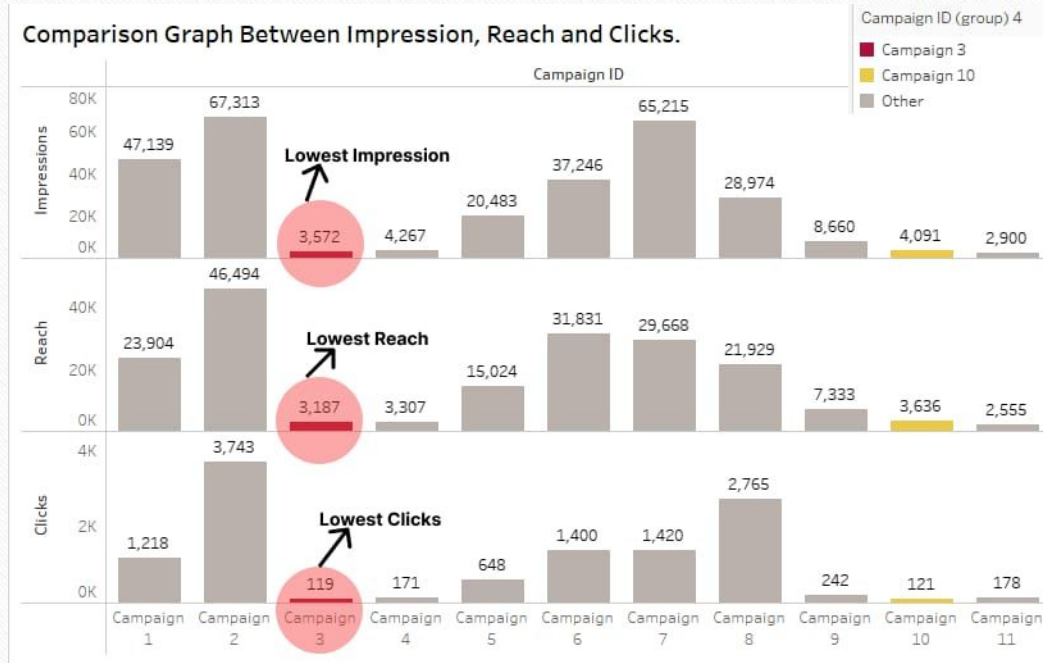 Comparison Graph Between Impression, Reach and Clicks.
Campaign ID (group) 4
Campaign 3
Campaign 10
Other
Campaign ID
Impressions
80K
60K
40K
20K
0K
47,139
67,313
3,572
4,267
20,483
37,246
65,215
28,974
8,660
4,091
2,900
Lowest Impression
Reach
40K
20K
0K
23,904
46,494
3,187
3,307
15,024
31,831
29,668
21,929
7,333
3,636
2,555
Lowest Reach
Clicks
4K
2K
0K
1,218
3,743
119
171
648
1,400
1,420
2,765
242
121
178
Lowest Clicks
Campaign
1
Campaign
2
Campaign
3
Campaign
4
Campaign
5
Campaign
6
Campaign
7
Campaign
8
Campaign
9
Campaign
10
Campaign
11